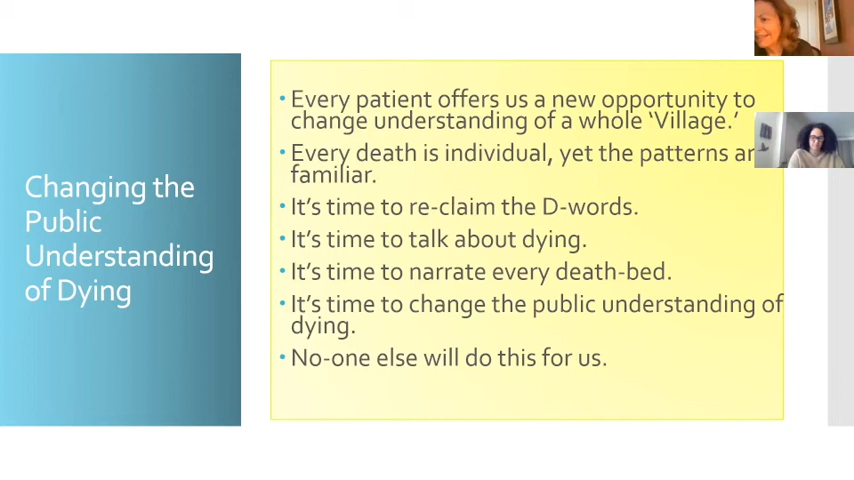 Changing the
Public
Understanding
of Dying
• Every patient offers us a new opportunity to
change understanding of a whole ‘Village.’
• Every death is individual, yet the patterns
familiar.
• It’s time to re-claim the D-words.
• It’s time to talk about dying.
• It’s time to narrate every death-bed.
• It’s time to change the public understanding of
dying.
• No-one else will do this for us.